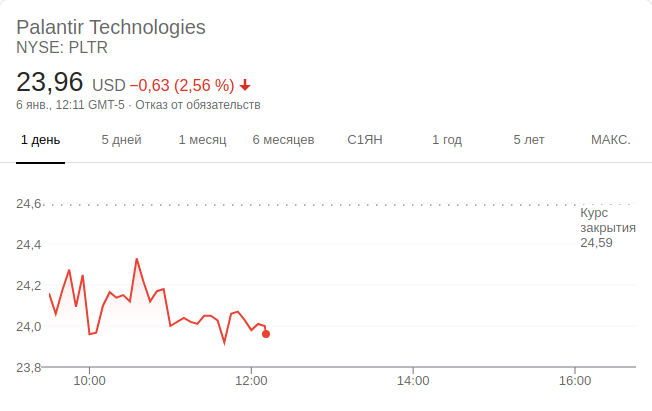 Palantir Technologies
NYSE: PLTR
23,96 USD −0,63 (2,56 %)
6 янв., 12:11 GMT-5 · Отказ от обязательств
1 день 5 дней 1 месяц 6 месяцев С1ЯН 1 год 5 лет МАКС.
24,6
Курс
закрытия
24,59
24,4
24,2
24,0
23,8
10:00 12:00 14:00 16:00